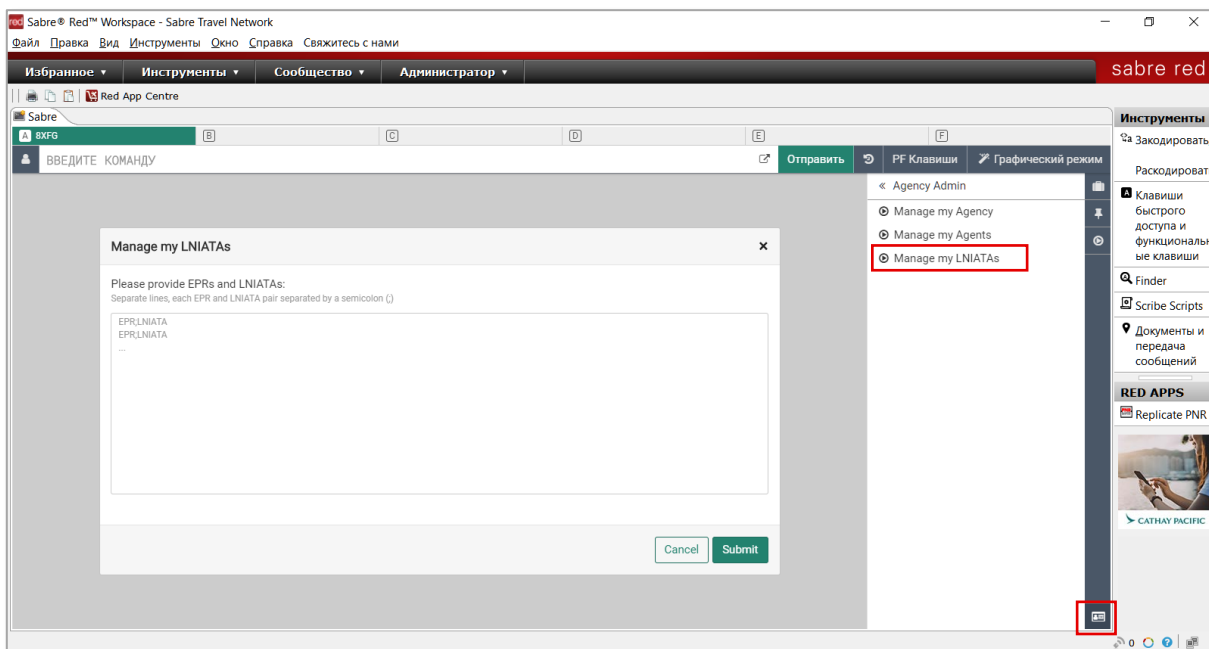 red Sabre® Red™ Workspace - Sabre Travel Network
Файл Правка Вид Инструменты Окно Справка Свяжитесь с нами
Избранное Инструменты Сообщество Администратор
sabre red
Red App Centre
Sabre
A 8XFG B C D E F
ВВЕДИТЕ КОМАНДУ
Отправить
PF Клавиши
Графический режим
« Agency Admin
Manage my Agency
Manage my Agents
Manage my LNIATAs
Manage my LNIATAs
Please provide EPRs and LNIATAs:
Separate lines, each EPR and LNIATA pair separated by a semicolon (;)
EPR;LNIATA
EPR;LNIATA
...
Cancel Submit
Инструменты
Закодировать
Раскодироват
A Клавиши
быстрого
доступа и
функциональн
ые клавиши
Finder
Scribe Scripts
Документы и
передача
сообщений
RED APPS
Replicate PNR
CATHAY PACIFIC
0